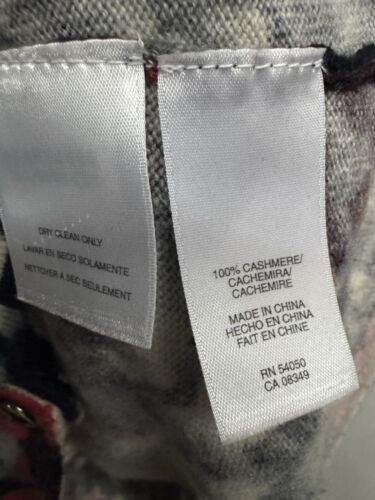 DRY CLEAN ONLY
LAVAR EN SECO SOLAMENTE
NETTOYER A SEC SEULEMENT
100% CASHMERE/
CACHEMIRA/
CACHEMIRE
MADE IN CHINA
HECHO EN CHINA
FAIT EN CHINE
RN 54050
CA 08349